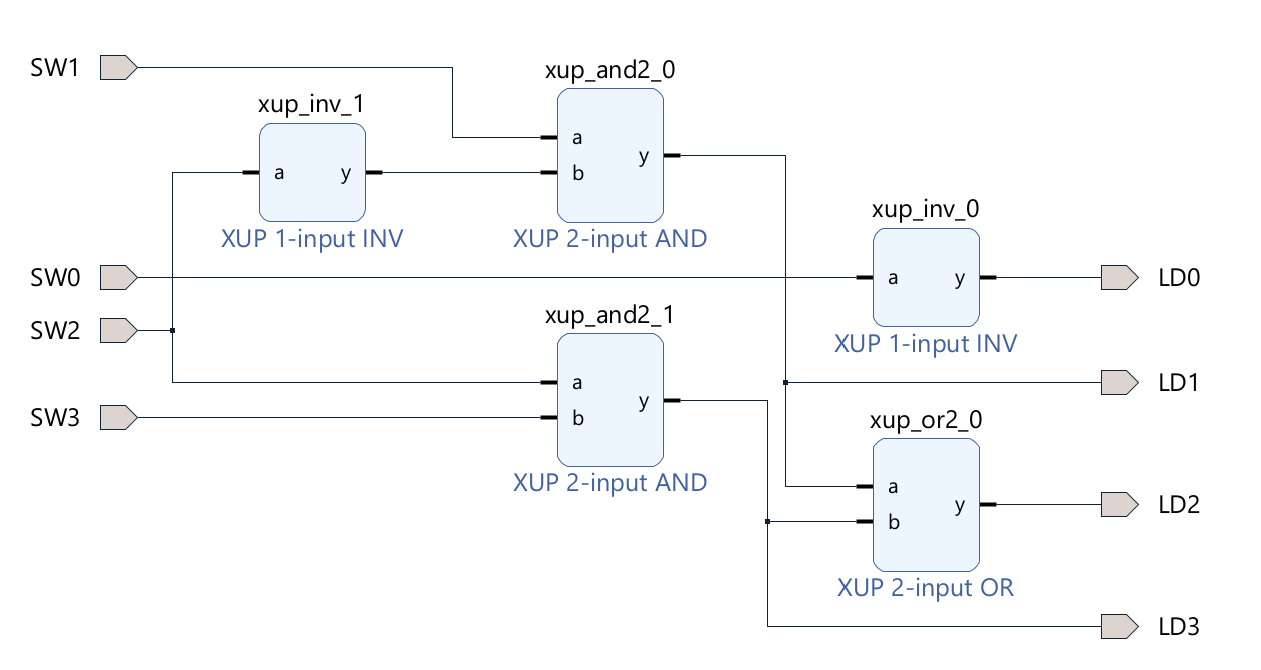 SW1
xup_and2_0
xup_inv_1
a
y
XUP 1-input INV
a
b
y
XUP 2-input AND
xup_inv_0
SW0
a
y
LD0
XUP 1-input INV
SW2
xup_and2_1
SW3
a
b
y
XUP 2-input AND
LD1
xup_or2_0
a
b
y
LD2
XUP 2-input OR
LD3